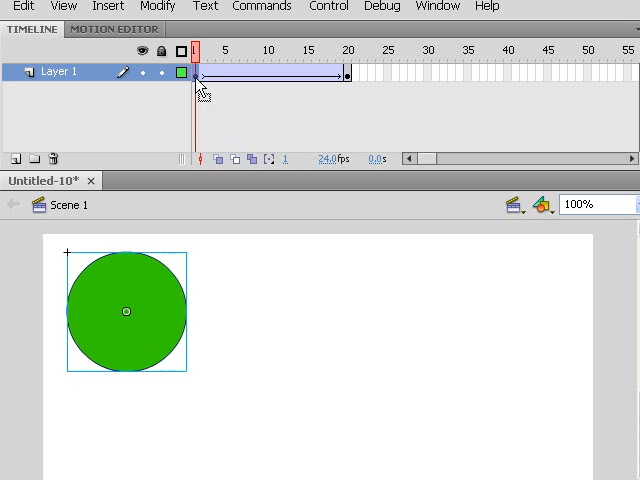 Edit View Insert Modify Text Commands Control Debug Window Help
TIMELINE MOTION EDITOR
1 5 10 15 20 25 30 35 40 45 50 55
Layer 1
1 24.0fps 0.0s
Untitled-10* ×
Scene 1 100%